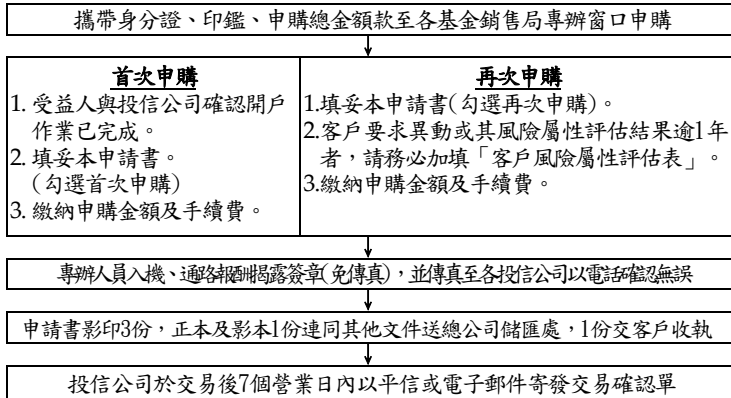 攜帶身分證、印鑑、申購總金額款至各基金銷售局專辦窗口申購
首次申購
1. 受益人與投信公司確認開戶
作業已完成。
2. 填妥本申請書。
(勾選首次申購)
3. 繳納申購金額及手續費。
再次申購
1.填妥本申請書(勾選再次申購)。
2.客戶要求異動或其風險屬性評估結果逾1年
者，請務必加填「客戶風險屬性評估表」。
3.繳納申購金額及手續費。
專辦人員入機、通路報酬揭露簽章(免傳真)，並傳真至各投信公司以電話確認無誤
申請書影印3份，正本及影本1份連同其他文件送總公司儲匯處，1份交客戶收執
投信公司於交易後7個營業日內以平信或電子郵件寄發交易確認單